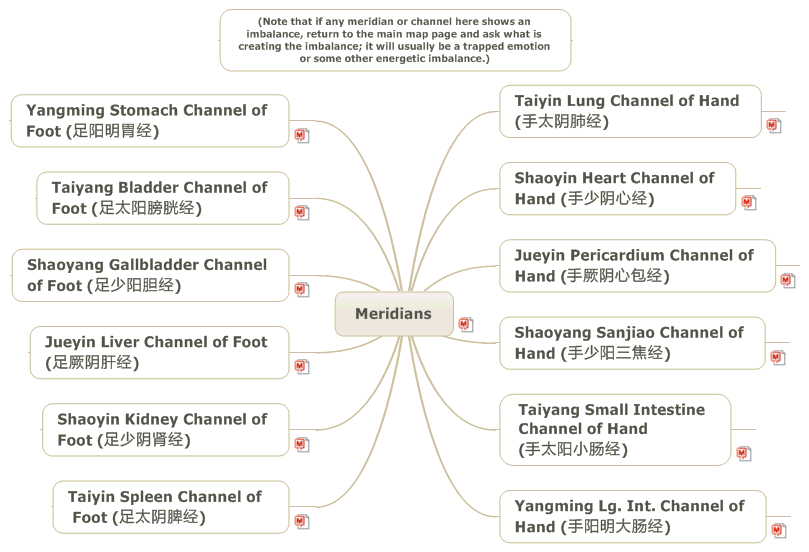 (Note that if any meridian or channel here shows an
imbalance, return to the main map page and ask what is
creating the imbalance; it will usually be a trapped emotion
or some other energetic imbalance.)
Yangming Stomach Channel of
Foot (足阳明胃经)
Taiyang Bladder Channel of
Foot (足太阳膀胱经)
Shaoyang Gallbladder Channel
of Foot (足少阳胆经)
Jueyin Liver Channel of Foot
(足厥阴肝经)
Shaoyin Kidney Channel of
Foot (足少阴肾经)
Taiyin Spleen Channel of
Foot (足太阴脾经)
Meridians
Taiyin Lung Channel of Hand
(手太阴肺经)
Shaoyin Heart Channel of
Hand (手少阴心经)
Jueyin Pericardium Channel of
Hand (手厥阴心包经)
Shaoyang Sanjiao Channel of
Hand (手少阳三焦经)
Taiyang Small Intestine
Channel of Hand
(手太阳小肠经)
Yangming Lg. Int. Channel of
Hand (手阳明大肠经)